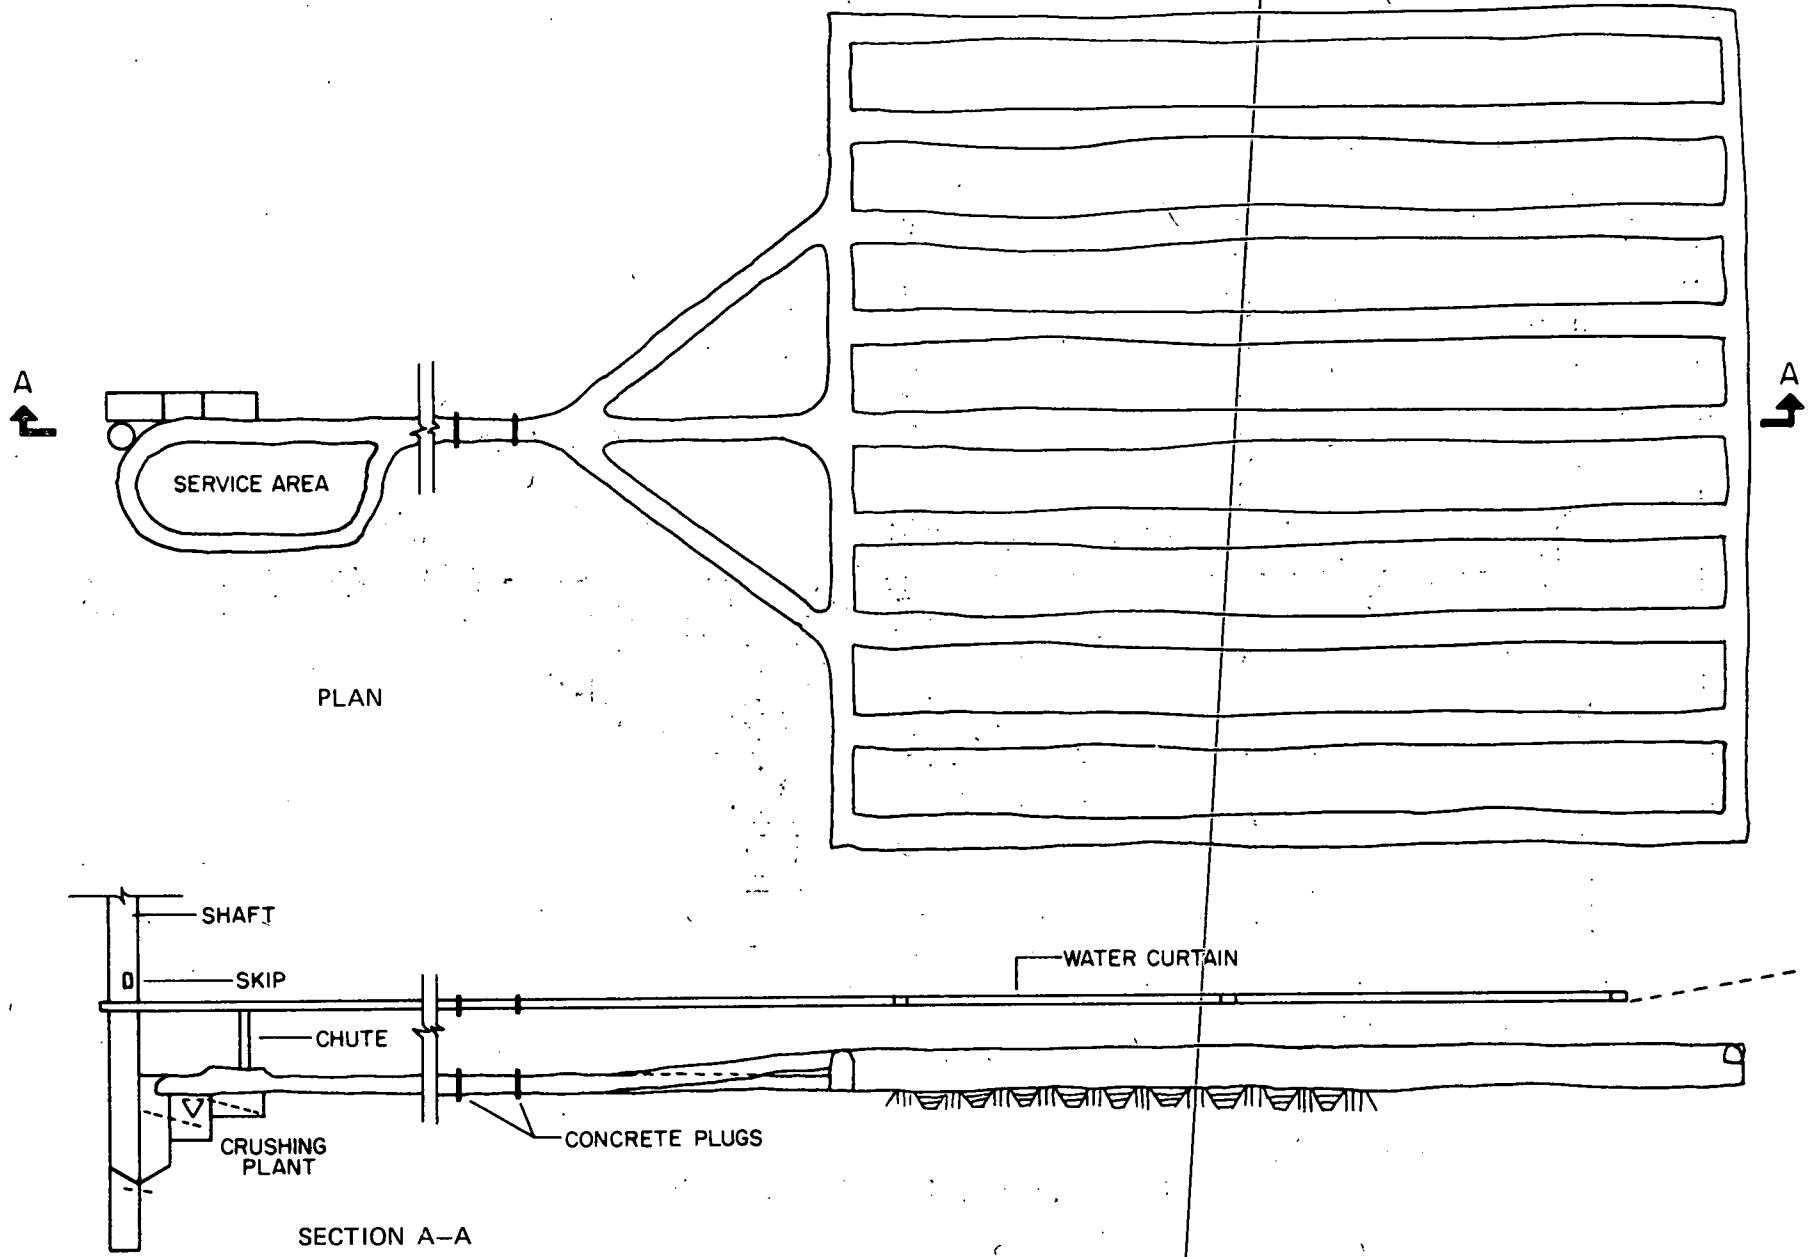 A
A
SERVICE AREA
PLAN
SHAFT
WATER CURTAIN
SKIP
CHUTE
CONCRETE PLUGS
CRUSHING
PLANT
SECTION A-A